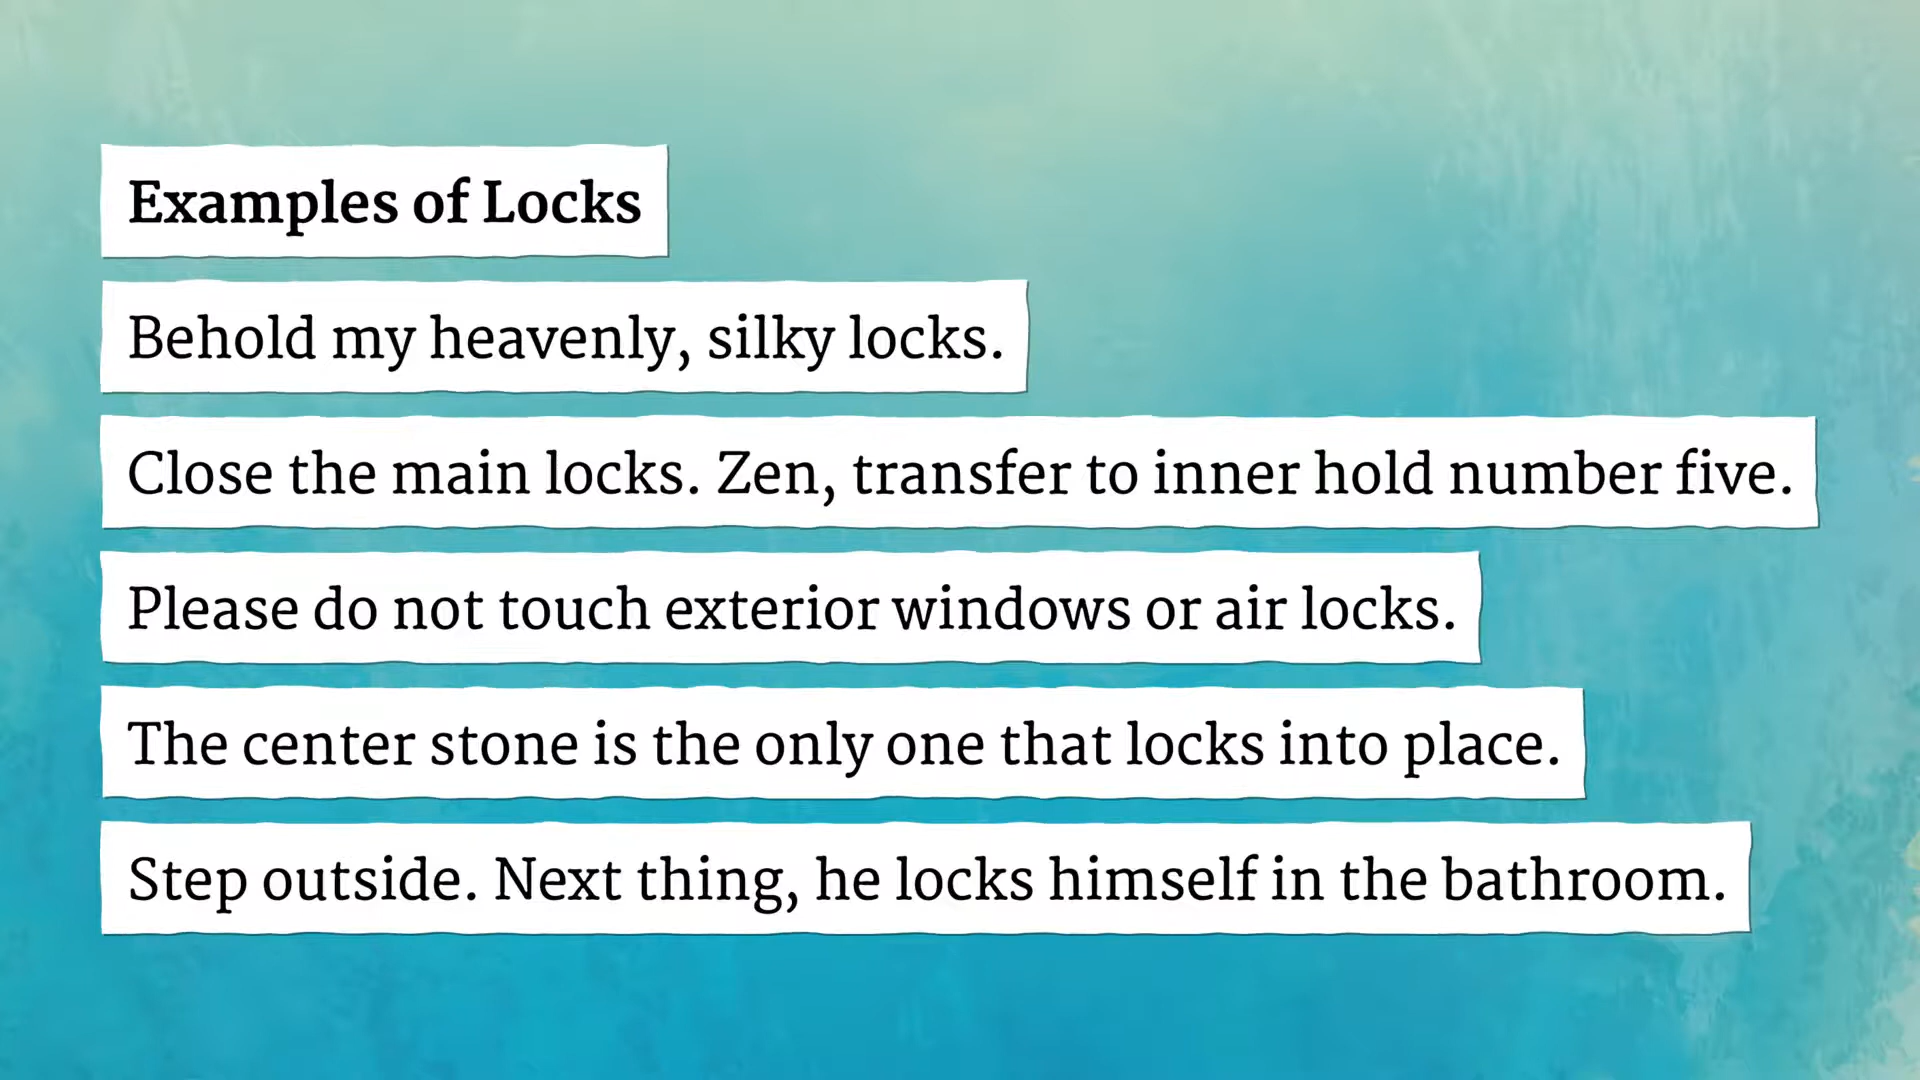 Examples of Locks
Behold my heavenly, silky locks.
Close the main locks. Zen, transfer to inner hold number five.
Please do not touch exterior windows or air locks.
The center stone is the only one that locks into place.
Step outside. Next thing, he locks himself in the bathroom.